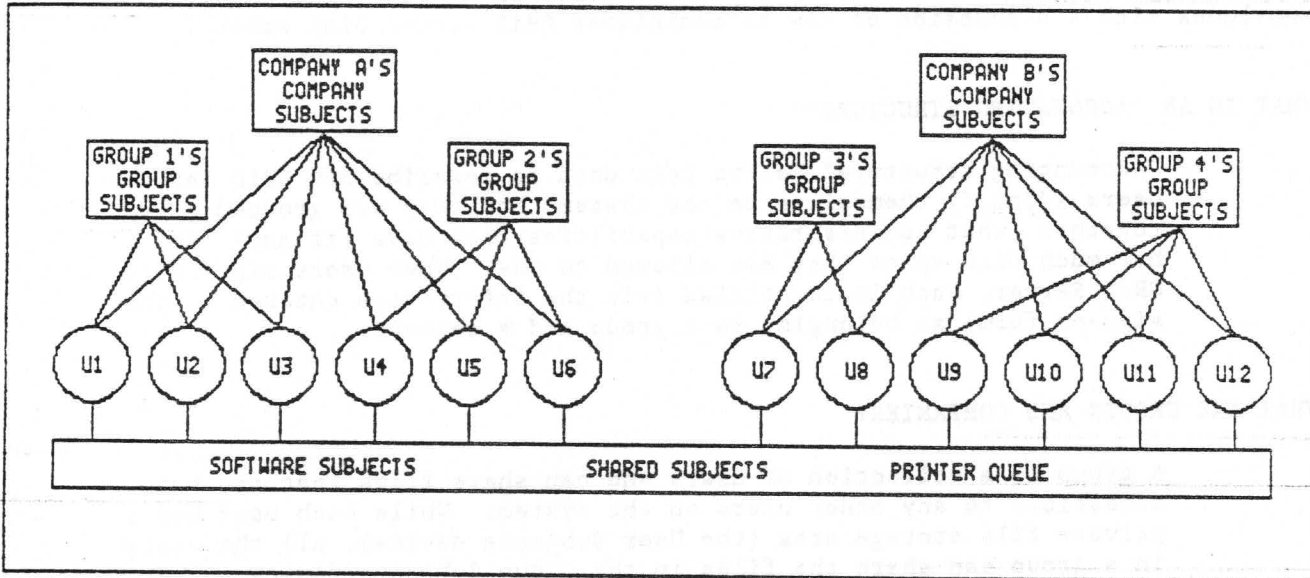 COMPANY A'S
COMPANY
SUBJECTS
COMPANY B'S
COMPANY
SUBJECTS
GROUP 1'S
GROUP
SUBJECTS
GROUP 2'S
GROUP
SUBJECTS
GROUP 3'S
GROUP
SUBJECTS
GROUP 4'S
GROUP
SUBJECTS
U1 U2 U3 U4 U5 U6 U7 U8 U9 U10 U11 U12
SOFTWARE SUBJECTS SHARED SUBJECTS PRINTER QUEUE